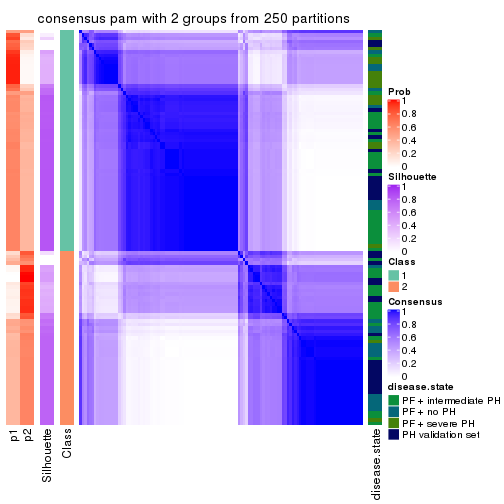 consensus pam with 2 groups from 250 partitions
Prob
1
0.8
0.6
0.4
0.2
0
Silhouette
1
0.8
0.6
0.4
0.2
0
Class
1
2
Consensus
1
0.8
0.6
0.4
0.2
0
disease.state
PF + intermediate PH
PF + no PH
PF + severe PH
PH validation set
p1
p2
Silhouette
Class
disease.state